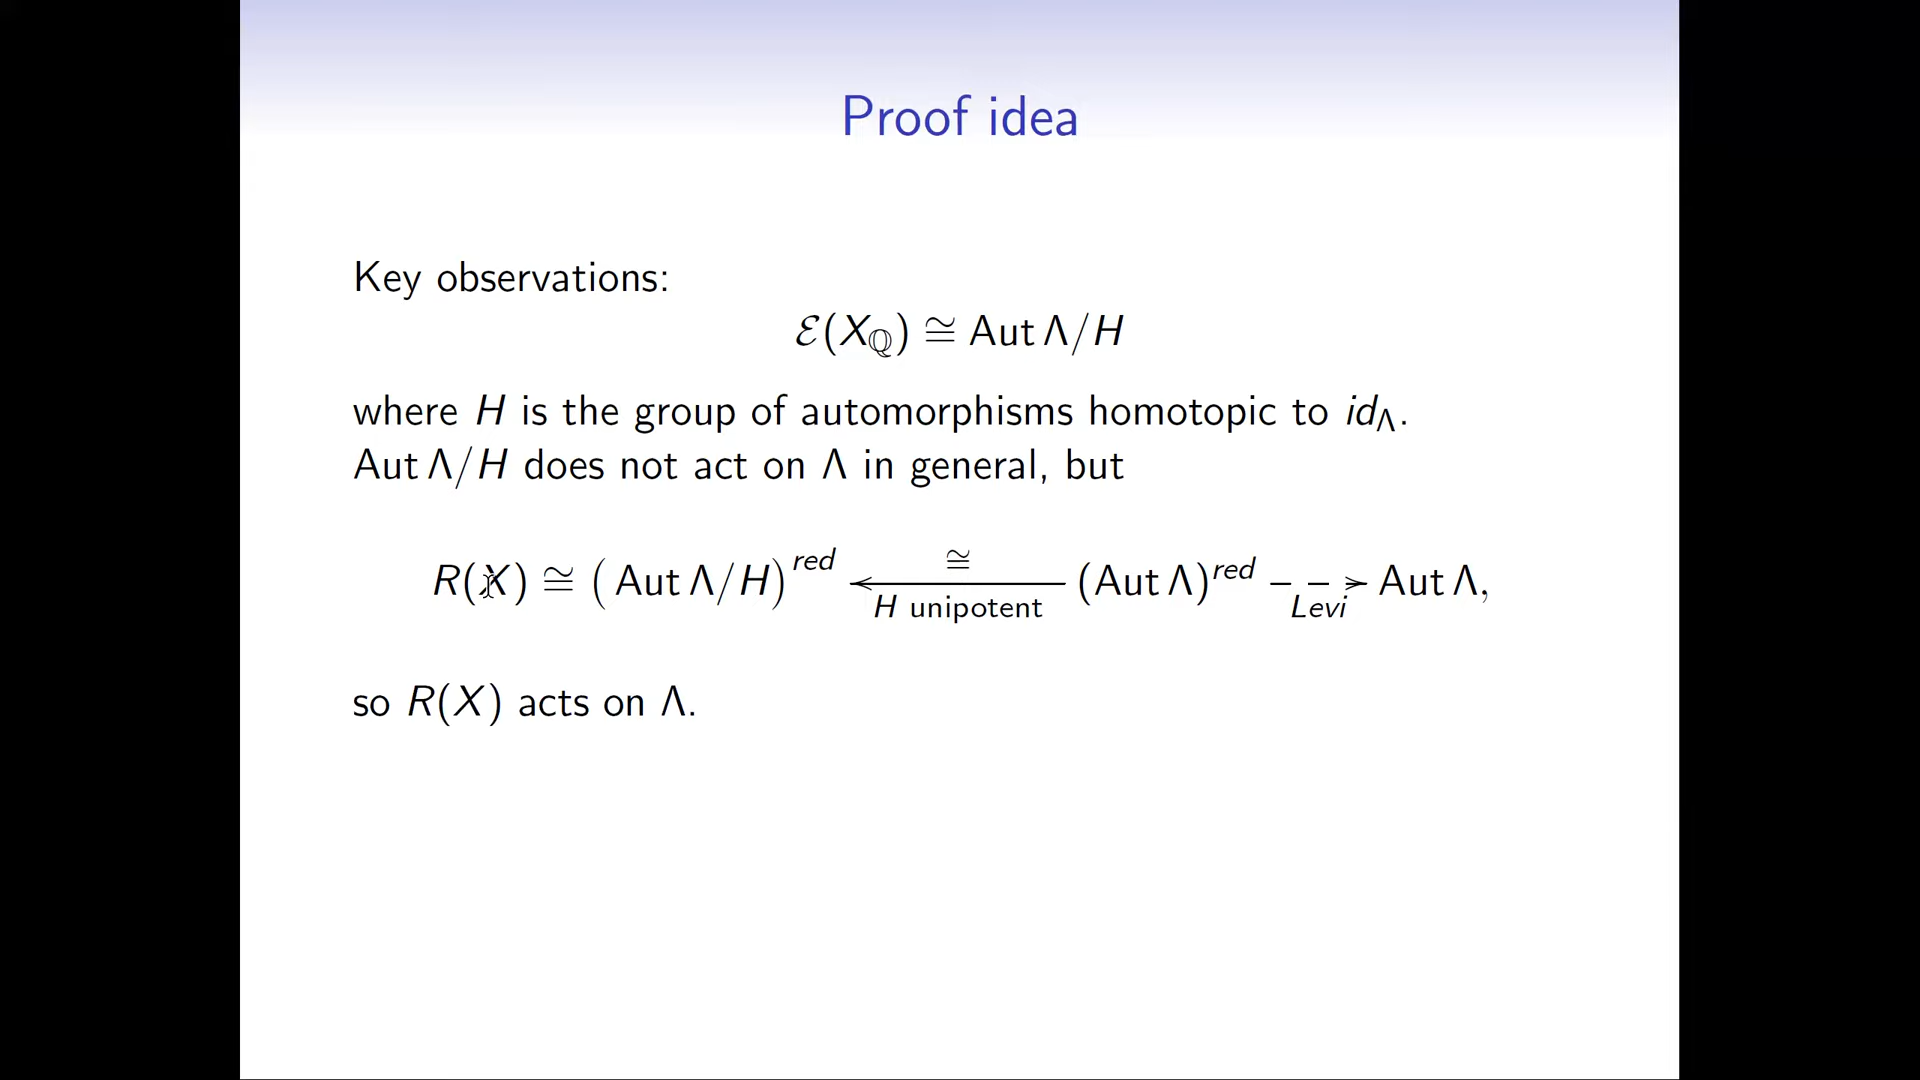 Proof idea
Key observations:
ℰ(X_ℚ) ≅ Aut Λ/H
where H is the group of automorphisms homotopic to id_Λ.
Aut Λ/H does not act on Λ in general, but
R(X) ≅ (Aut Λ/H)^red ←^≅_{H unipotent} (Aut Λ)^red ⇢_{Levi} Aut Λ,
so R(X) acts on Λ.